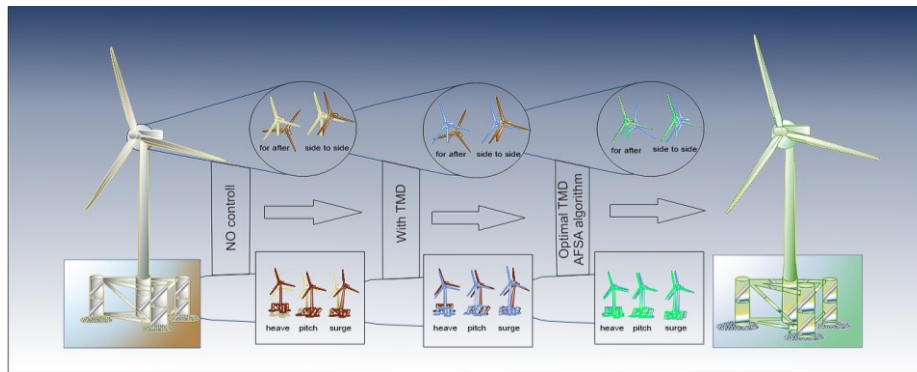 for after side to side
NO controll
heave pitch surge
for after side to side
With TMD
heave pitch surge
for after side to side
Optimal TMD
AFSA algorithm
heave pitch surge